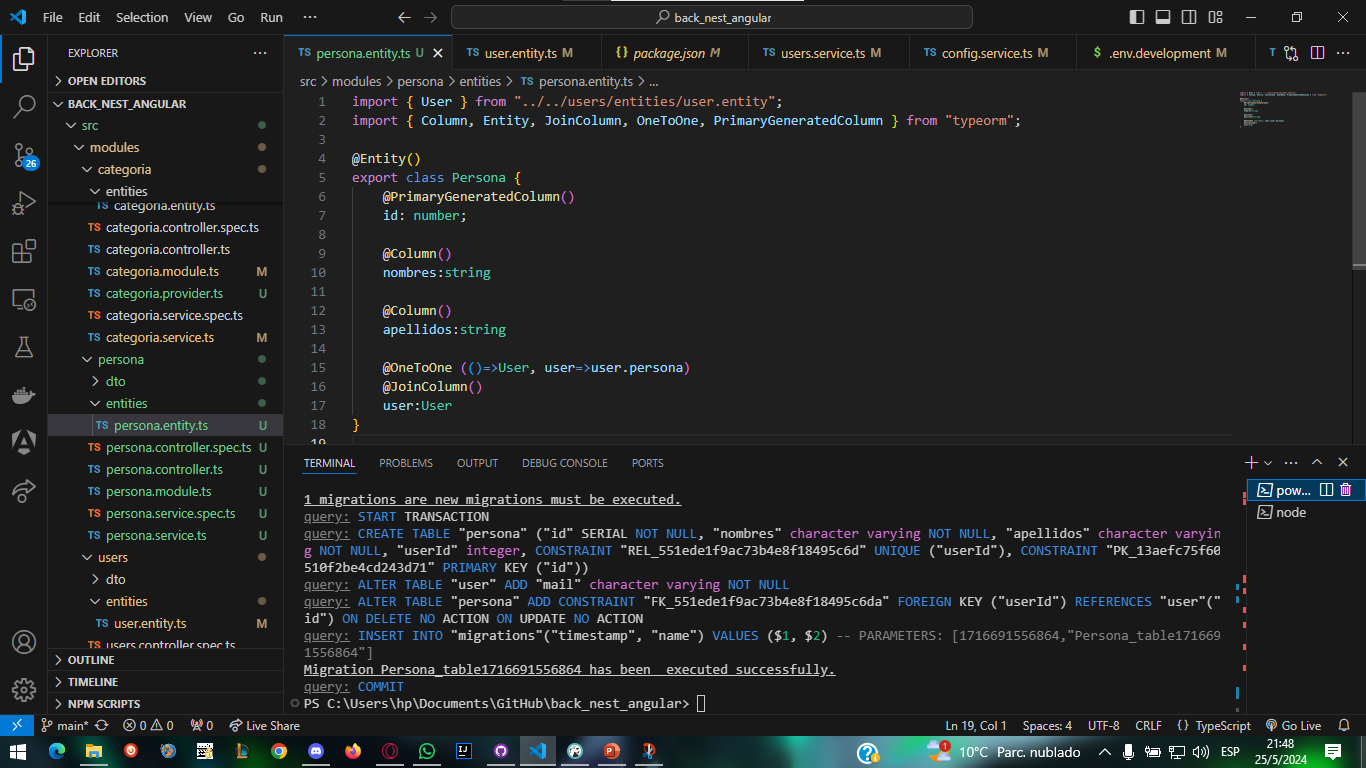 File Edit Selection View Go Run ···
back_nest_angular
EXPLORER ···
OPEN EDITORS
BACK_NEST_ANGULAR
src
modules
categoria
entities
categoria.entity.ts
TS categoria.controller.spec.ts
TS categoria.controller.ts
TS categoria.module.ts M
TS categoria.provider.ts U
TS categoria.service.spec.ts
TS categoria.service.ts M
persona
dto
entities
TS persona.entity.ts U
TS persona.controller.spec.ts U
TS persona.controller.ts U
TS persona.module.ts U
TS persona.service.spec.ts U
TS persona.service.ts U
users
dto
entities
TS user.entity.ts M
users.controller.spec.ts
OUTLINE
TIMELINE
NPM SCRIPTS
26
TS persona.entity.ts U
TS user.entity.ts M
{} package.json M
TS users.service.ts M
TS config.service.ts M
$ .env.development M
T
···
src > modules > persona > entities > TS persona.entity.ts > ...
1 import { User } from "../../users/entities/user.entity";
2 import { Column, Entity, JoinColumn, OneToOne, PrimaryGeneratedColumn } from "typeorm";
3
4 @Entity()
5 export class Persona {
6 @PrimaryGeneratedColumn()
7 id: number;
8
9 @Column()
10 nombres:string
11
12 @Column()
13 apellidos:string
14
15 @OneToOne (()=>User, user=>user.persona)
16 @JoinColumn()
17 user:User
18 }
19
TERMINAL PROBLEMS OUTPUT DEBUG CONSOLE PORTS
pow...
node
1 migrations are new migrations must be executed.
query: START TRANSACTION
query: CREATE TABLE "persona" ("id" SERIAL NOT NULL, "nombres" character varying NOT NULL, "apellidos" character varyin
g NOT NULL, "userId" integer, CONSTRAINT "REL_551ede1f9ac73b4e8f18495c6d" UNIQUE ("userId"), CONSTRAINT "PK_13aefc75f60
510f2be4cd243d71" PRIMARY KEY ("id"))
query: ALTER TABLE "user" ADD "mail" character varying NOT NULL
query: ALTER TABLE "persona" ADD CONSTRAINT "FK_551ede1f9ac73b4e8f18495c6da" FOREIGN KEY ("userId") REFERENCES "user"("
id") ON DELETE NO ACTION ON UPDATE NO ACTION
query: INSERT INTO "migrations"("timestamp", "name") VALUES ($1, $2) -- PARAMETERS: [1716691556864,"Persona_table171669
1556864"]
Migration Persona_table1716691556864 has been  executed successfully.
query: COMMIT
PS C:\Users\hp\Documents\GitHub\back_nest_angular>
main* 0 0 0 Live Share
Ln 19, Col 1 Spaces: 4 UTF-8 CRLF {} TypeScript Go Live
1
10°C Parc. nublado
ESP
21:48
25/5/2024